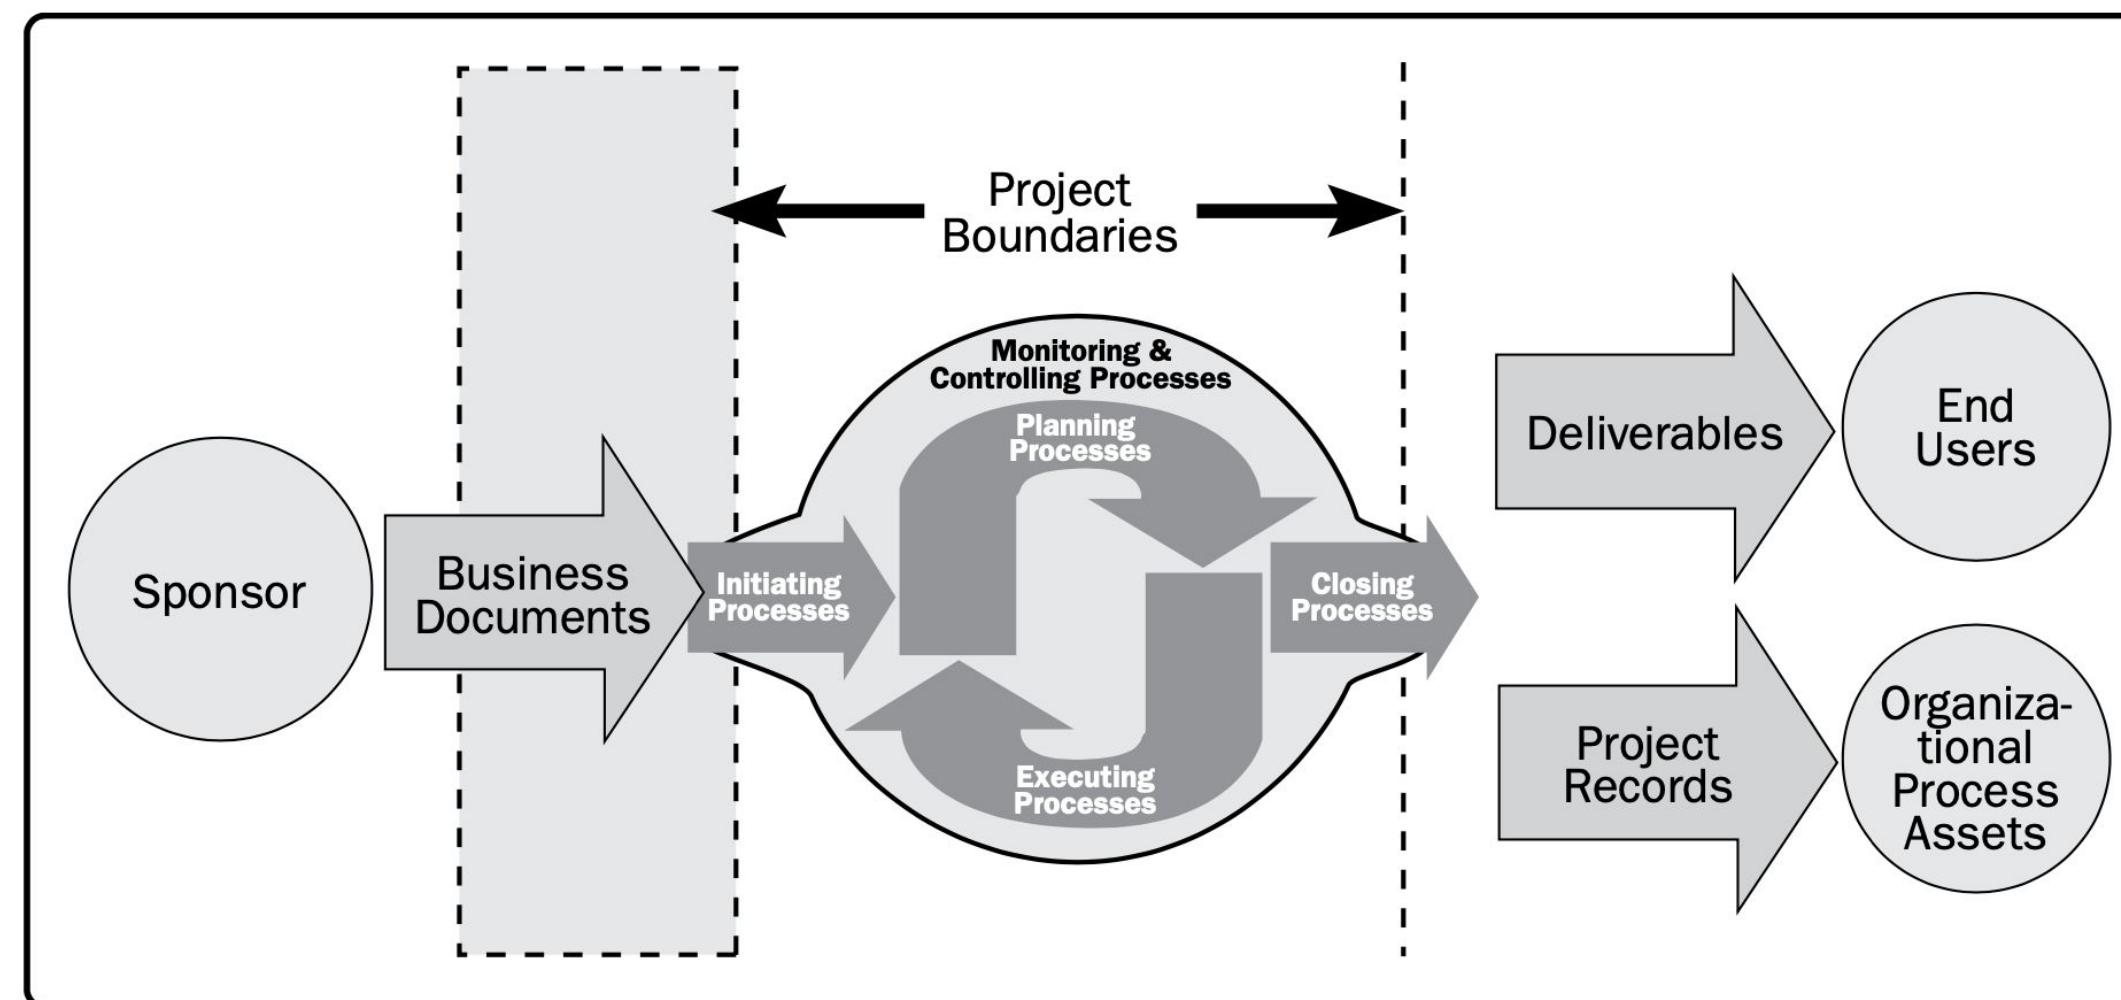 Project
Boundaries
Monitoring &
Controlling Processes
Planning
Processes
Sponsor
Business
Documents
Initiating
Processes
Closing
Processes
Executing
Processes
Deliverables
End
Users
Project
Records
Organiza-
tional
Process
Assets